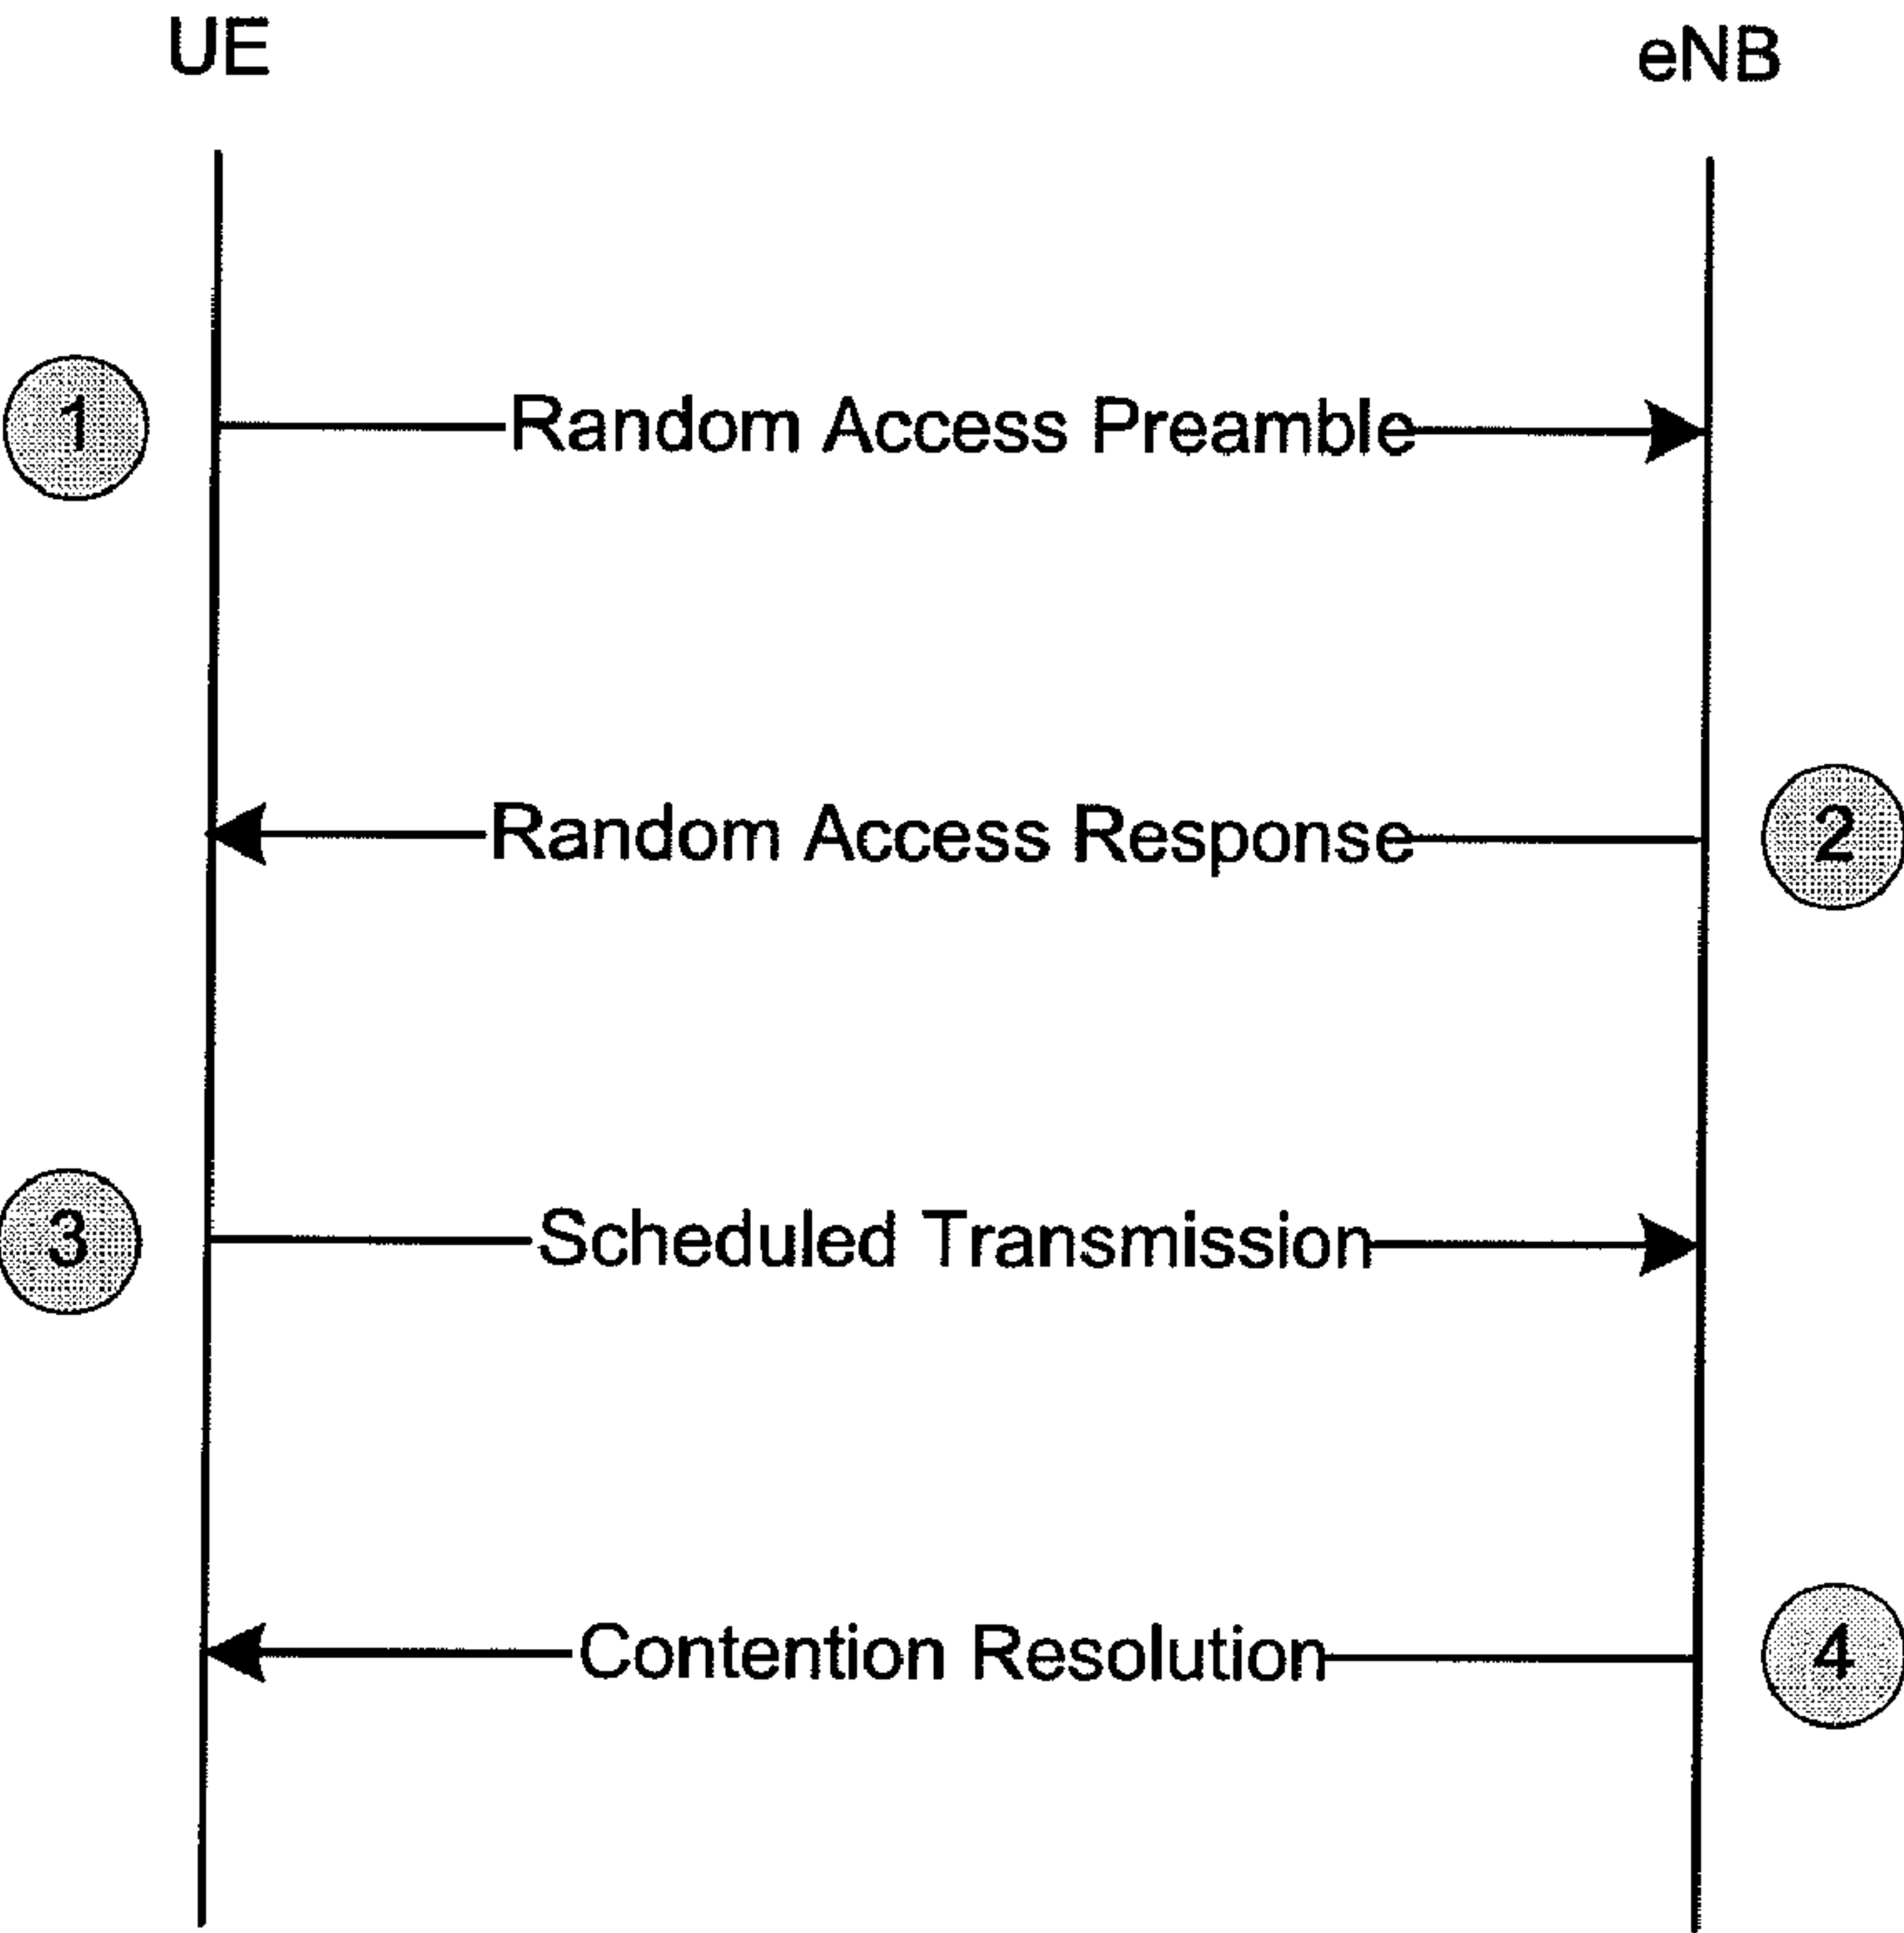 UE
eNB
1
Random Access Preamble
Random Access Response
2
3
Scheduled Transmission
Contention Resolution
4